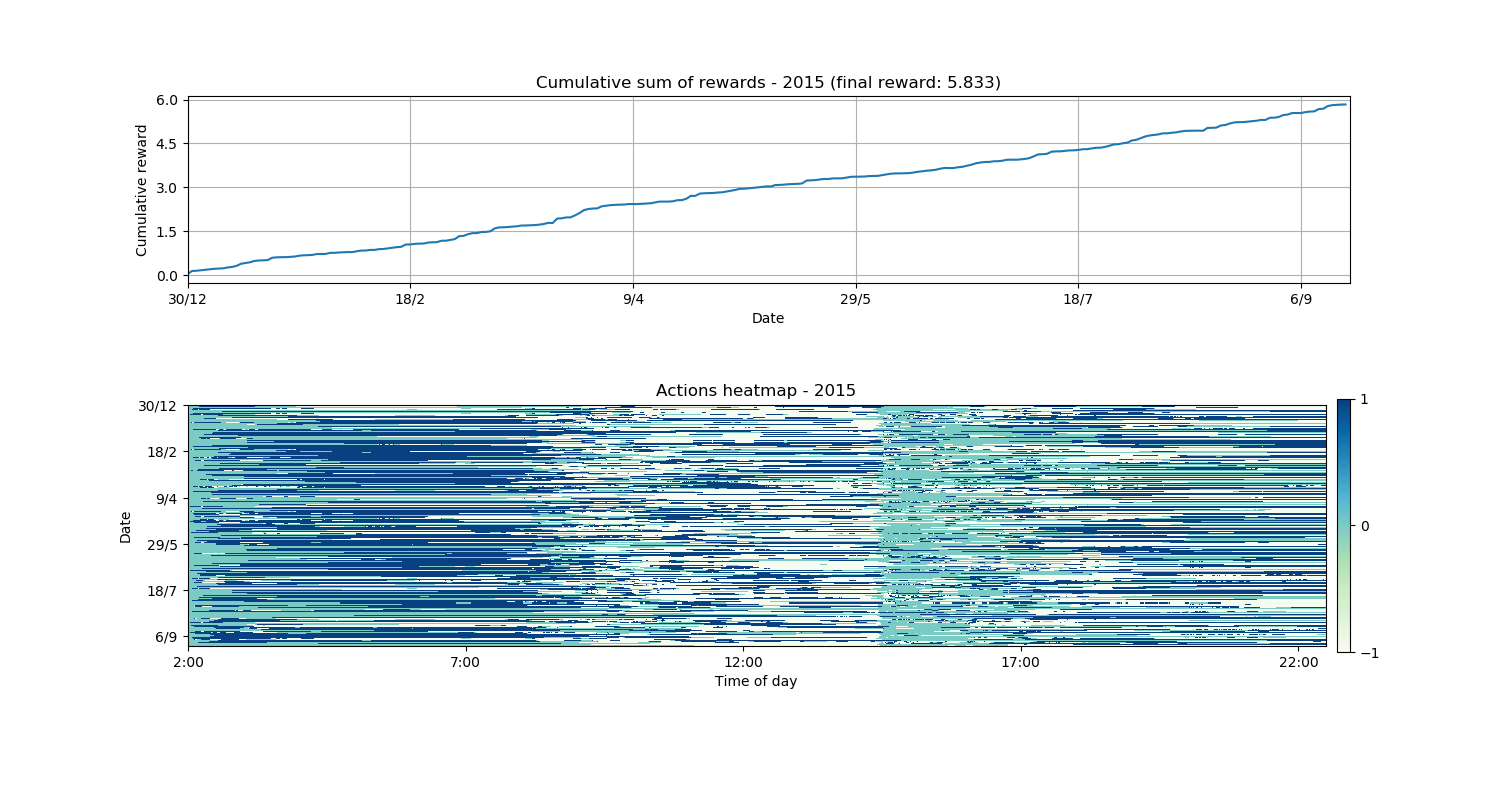 Cumulative sum of rewards - 2015 (final reward: 5.833)
6.0
4.5
3.0
1.5
0.0
Cumulative reward
30/12 18/2 9/4 29/5 18/7 6/9
Date
Actions heatmap - 2015
30/12
18/2
9/4
29/5
18/7
6/9
Date
2:00 7:00 12:00 17:00 22:00
Time of day
1
0
−1